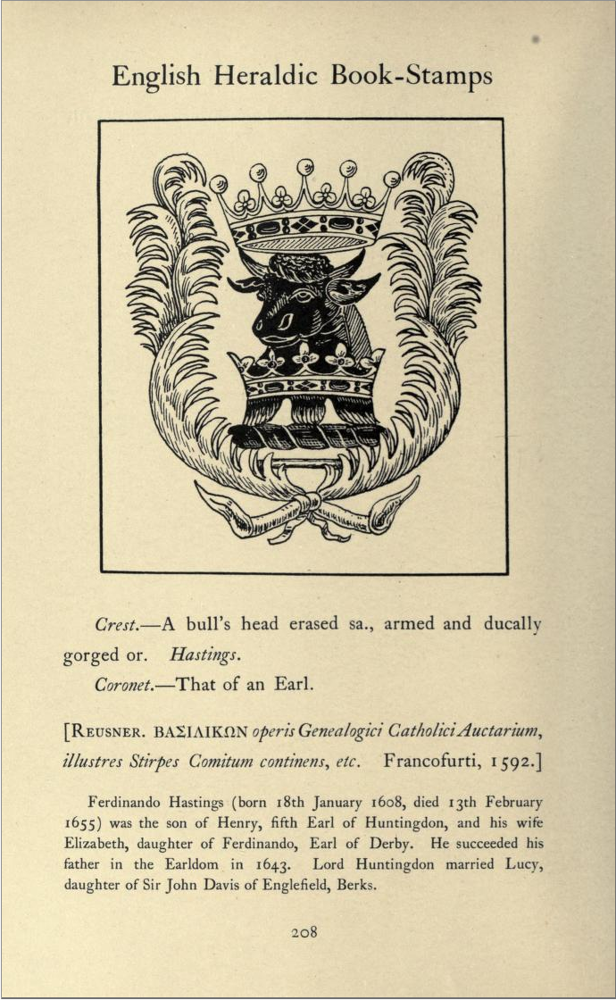 English Heraldic Book-Stamps
Crest.—A bull's head erased sa., armed and ducally
gorged or. Hastings.
Coronet.—That of an Earl.
[REUSNER. ΒΑΣΙΛΙΚΩΝ operis Genealogici Catholici Auctarium,
illustres Stirpes Comitum continens, etc. Francofurti, 1592.]
Ferdinando Hastings (born 18th January 1608, died 13th February
1655) was the son of Henry, fifth Earl of Huntingdon, and his wife
Elizabeth, daughter of Ferdinando, Earl of Derby. He succeeded his
father in the Earldom in 1643. Lord Huntingdon married Lucy,
daughter of Sir John Davis of Englefield, Berks.
208